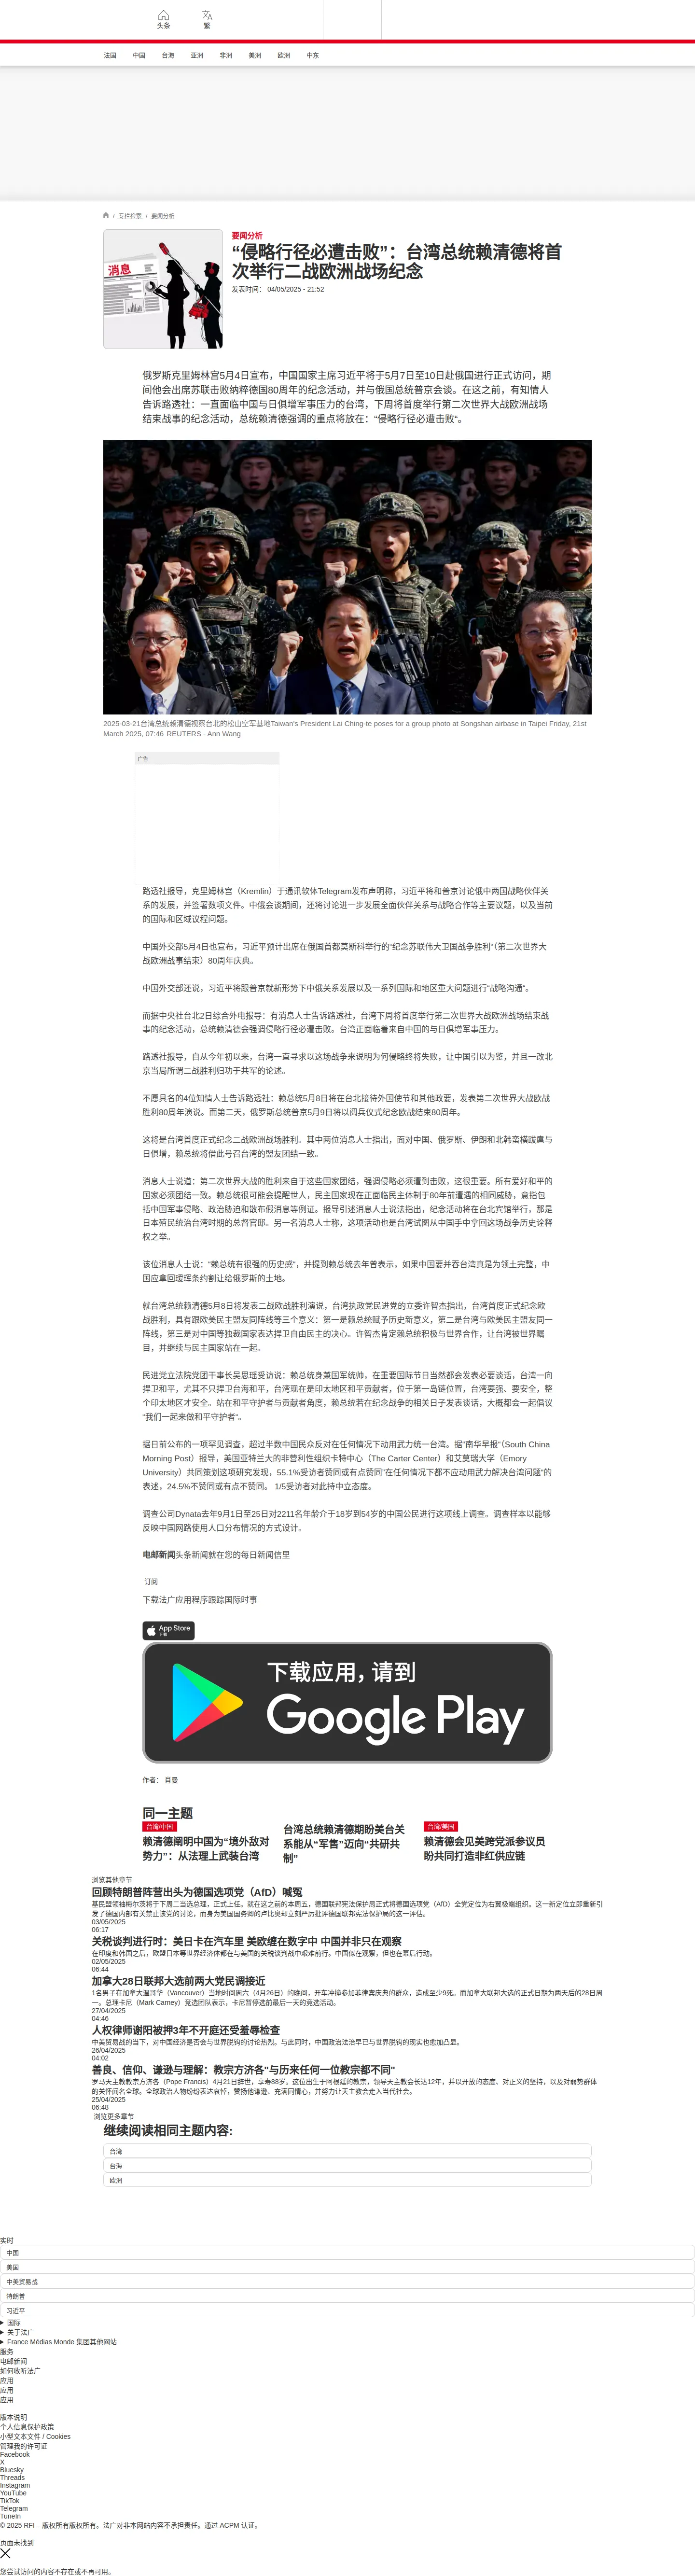 头条
繁
法国 中国 台海 亚洲 非洲 美洲 欧洲 中东
/ 专栏检索 / 要闻分析
消息
要闻分析
“侵略行径必遭击败”：台湾总统赖清德将首
次举行二战欧洲战场纪念
发表时间： 04/05/2025 - 21:52
俄罗斯克里姆林宫5月4日宣布，中国国家主席习近平将于5月7日至10日赴俄国进行正式访问，期
间他会出席苏联击败纳粹德国80周年的纪念活动，并与俄国总统普京会谈。在这之前，有知情人
告诉路透社：一直面临中国与日俱增军事压力的台湾，下周将首度举行第二次世界大战欧洲战场
结束战事的纪念活动，总统赖清德强调的重点将放在：“侵略行径必遭击败“。
2025-03-21台湾总统赖清德视察台北的松山空军基地Taiwan's President Lai Ching-te poses for a group photo at Songshan airbase in Taipei Friday, 21st
March 2025, 07:46 REUTERS - Ann Wang
广告
路透社报导，克里姆林宫（Kremlin）于通讯软体Telegram发布声明称，习近平将和普京讨论俄中两国战略伙伴关
系的发展，并签署数项文件。中俄会谈期间，还将讨论进一步发展全面伙伴关系与战略合作等主要议题，以及当前
的国际和区域议程问题。
中国外交部5月4日也宣布，习近平预计出席在俄国首都莫斯科举行的“纪念苏联伟大卫国战争胜利“（第二次世界大
战欧洲战事结束）80周年庆典。
中国外交部还说，习近平将跟普京就新形势下中俄关系发展以及一系列国际和地区重大问题进行“战略沟通“。
而据中央社台北2日综合外电报导：有消息人士告诉路透社，台湾下周将首度举行第二次世界大战欧洲战场结束战
事的纪念活动，总统赖清德会强调侵略行径必遭击败。台湾正面临着来自中国的与日俱增军事压力。
路透社报导，自从今年初以来，台湾一直寻求以这场战争来说明为何侵略终将失败，让中国引以为鉴，并且一改北
京当局所谓二战胜利归功于共军的论述。
不愿具名的4位知情人士告诉路透社：赖总统5月8日将在台北接待外国使节和其他政要，发表第二次世界大战欧战
胜利80周年演说。而第二天，俄罗斯总统普京5月9日将以阅兵仪式纪念欧战结束80周年。
这将是台湾首度正式纪念二战欧洲战场胜利。其中两位消息人士指出，面对中国、俄罗斯、伊朗和北韩蛮横跋扈与
日俱增，赖总统将借此号召台湾的盟友团结一致。
消息人士说道：第二次世界大战的胜利来自于这些国家团结，强调侵略必须遭到击败，这很重要。所有爱好和平的
国家必须团结一致。赖总统很可能会提醒世人，民主国家现在正面临民主体制于80年前遭遇的相同威胁，意指包
括中国军事侵略、政治胁迫和散布假消息等例证。报导引述消息人士说法指出，纪念活动将在台北宾馆举行，那是
日本殖民统治台湾时期的总督官邸。另一名消息人士称，这项活动也是台湾试图从中国手中拿回这场战争历史诠释
权之举。
该位消息人士说：“赖总统有很强的历史感“，并提到赖总统去年曾表示，如果中国要并吞台湾真是为领土完整，中
国应拿回瑷珲条约割让给俄罗斯的土地。
就台湾总统赖清德5月8日将发表二战欧战胜利演说，台湾执政党民进党的立委许智杰指出，台湾首度正式纪念欧
战胜利，具有跟欧美民主盟友同阵线等三个意义：第一是赖总统赋予历史新意义，第二是台湾与欧美民主盟友同一
阵线，第三是对中国等独裁国家表达捍卫自由民主的决心。许智杰肯定赖总统积极与世界合作，让台湾被世界瞩
目，并继续与民主国家站在一起。
民进党立法院党团干事长吴思瑶受访说：赖总统身兼国军统帅，在重要国际节日当然都会发表必要谈话，台湾一向
捍卫和平，尤其不只捍卫台海和平，台湾现在是印太地区和平贡献者，位于第一岛链位置，台湾要强、要安全，整
个印太地区才安全。站在和平守护者与贡献者角度，赖总统若在纪念战争的相关日子发表谈话，大概都会一起倡议
“我们一起来做和平守护者“。
据日前公布的一项罕见调查，超过半数中国民众反对在任何情况下动用武力统一台湾。据“南华早报“（South China
Morning Post）报导，美国亚特兰大的非营利性组织卡特中心（The Carter Center）和艾莫瑞大学（Emory
University）共同策划这项研究发现，55.1%受访者赞同或有点赞同“在任何情况下都不应动用武力解决台湾问题“的
表述，24.5%不赞同或有点不赞同。 1/5受访者对此持中立态度。
调查公司Dynata去年9月1日至25日对2211名年龄介于18岁到54岁的中国公民进行这项线上调查。调查样本以能够
反映中国网路使用人口分布情况的方式设计。
电邮新闻头条新闻就在您的每日新闻信里
订阅
下载法广应用程序跟踪国际时事
App Store
下载
下载应用，请到
Google Play
作者： 肖曼
同一主题
台湾/中国
赖清德阐明中国为“境外敌对
势力”：从法理上武装台湾
台湾总统赖清德期盼美台关
系能从“军售”迈向“共研共
制”
台湾/美国
赖清德会见美跨党派参议员
盼共同打造非红供应链
浏览其他章节
回顾特朗普阵营出头为德国选项党（AfD）喊冤
基民盟领袖梅尔茨将于下周二当选总理，正式上任。就在这之前的本周五，德国联邦宪法保护局正式将德国选项党（AfD）全党定位为右翼极端组织。这一新定位立即重新引
发了德国内部有关禁止该党的讨论，而身为美国国务卿的卢比奥却立刻严厉批评德国联邦宪法保护局的这一评估。
03/05/2025
06:17
关税谈判进行时：美日卡在汽车里 美欧缠在数字中 中国并非只在观察
在印度和韩国之后，欧盟日本等世界经济体都在与美国的关税谈判战中艰难前行。中国似在观察，但也在幕后行动。
02/05/2025
06:44
加拿大28日联邦大选前两大党民调接近
1名男子在加拿大温哥华（Vancouver）当地时间周六（4月26日）的晚间，开车冲撞参加菲律宾庆典的群众，造成至少9死。而加拿大联邦大选的正式日期为两天后的28日周
一。总理卡尼（Mark Carney）竞选团队表示，卡尼暂停选前最后一天的竞选活动。
27/04/2025
04:46
人权律师谢阳被押3年不开庭还受羞辱检查
中美贸易战的当下，对中国经济是否会与世界脱钩的讨论热烈。与此同时，中国政治法治早已与世界脱钩的现实也愈加凸显。
26/04/2025
04:02
善良、信仰、谦逊与理解：教宗方济各"与历来任何一位教宗都不同"
罗马天主教教宗方济各（Pope Francis）4月21日辞世，享寿88岁。这位出生于阿根廷的教宗，领导天主教会长达12年，并以开放的态度、对正义的坚持，以及对弱势群体
的关怀闻名全球。全球政治人物纷纷表达哀悼，赞扬他谦逊、充满同情心，并努力让天主教会走入当代社会。
25/04/2025
06:48
浏览更多章节
继续阅读相同主题内容:
台湾
台海
欧洲
实时
中国
美国
中美贸易战
特朗普
习近平
国际
关于法广
France Médias Monde 集团其他网站
服务
电邮新闻
如何收听法广
应用
应用
应用
版本说明
个人信息保护政策
小型文本文件 / Cookies
管理我的许可证
Facebook
X
Bluesky
Threads
Instagram
YouTube
TikTok
Telegram
TuneIn
© 2025 RFI – 版权所有版权所有。法广对非本网站内容不承担责任。通过 ACPM 认证。
页面未找到
您尝试访问的内容不存在或不再可用。